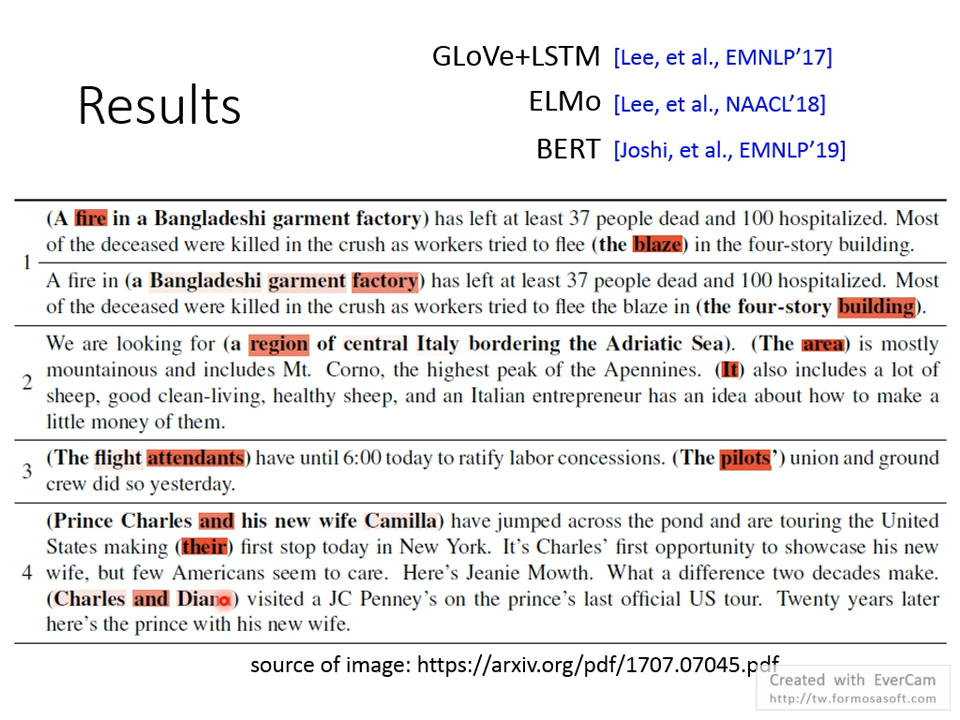 GLoVe+LSTM [Lee, et al., EMNLP’17]
Results
ELMo [Lee, et al., NAACL’18]
BERT [Joshi, et al., EMNLP’19]
1
(A fire in a Bangladeshi garment factory) has left at least 37 people dead and 100 hospitalized. Most
of the deceased were killed in the crush as workers tried to flee (the blaze) in the four-story building.
A fire in (a Bangladeshi garment factory) has left at least 37 people dead and 100 hospitalized. Most
of the deceased were killed in the crush as workers tried to flee the blaze in (the four-story building).
2
We are looking for (a region of central Italy bordering the Adriatic Sea). (The area) is mostly
mountainous and includes Mt. Corno, the highest peak of the Apennines. (It) also includes a lot of
sheep, good clean-living, healthy sheep, and an Italian entrepreneur has an idea about how to make a
little money of them.
3
(The flight attendants) have until 6:00 today to ratify labor concessions. (The pilots’) union and ground
crew did so yesterday.
4
(Prince Charles and his new wife Camilla) have jumped across the pond and are touring the United
States making (their) first stop today in New York. It’s Charles’ first opportunity to showcase his new
wife, but few Americans seem to care. Here’s Jeanie Mowth. What a difference two decades make.
(Charles and Diana) visited a JC Penney’s on the prince’s last official US tour. Twenty years later
here’s the prince with his new wife.
source of image: https://arxiv.org/pdf/1707.07045.pdf
Created with EverCam
http://tw.formosasoft.com